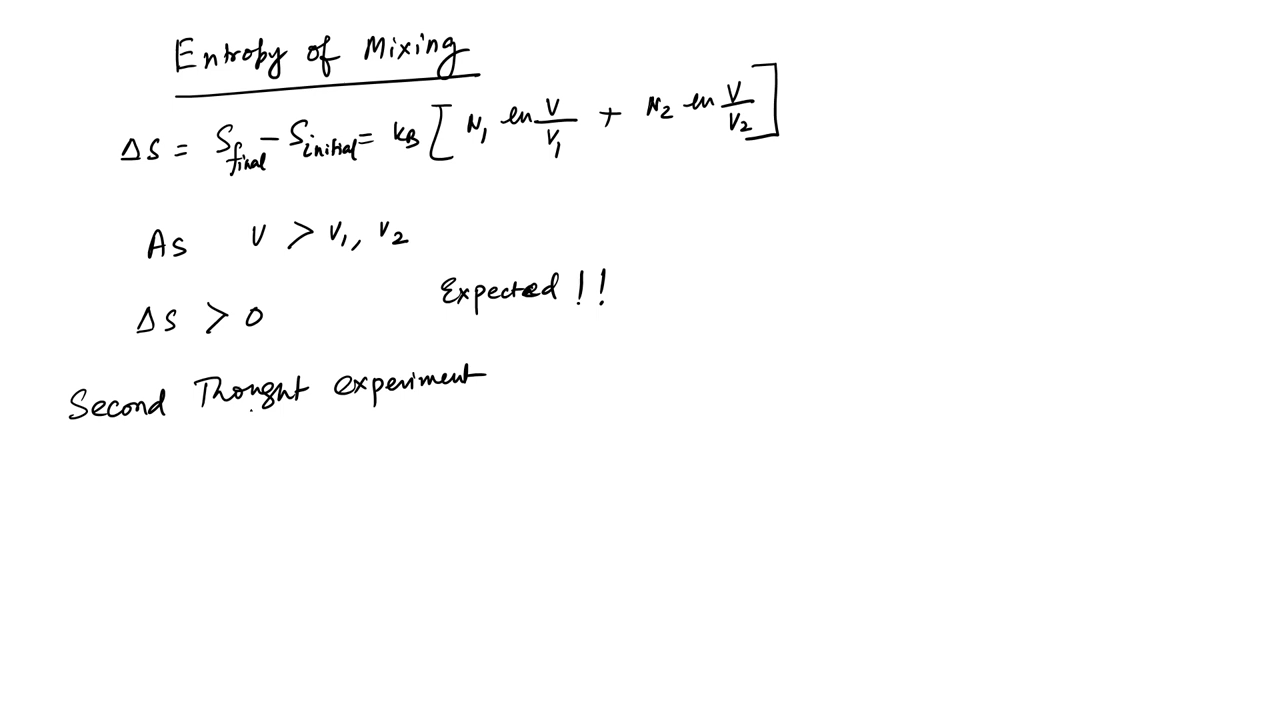 Entropy of Mixing
ΔS = S_final - S_initial = k_B [ N_1 ln V/V_1 + N_2 ln V/V_2 ]
As V > V_1, V_2
Expected !!
ΔS > 0
Second Thought experiment